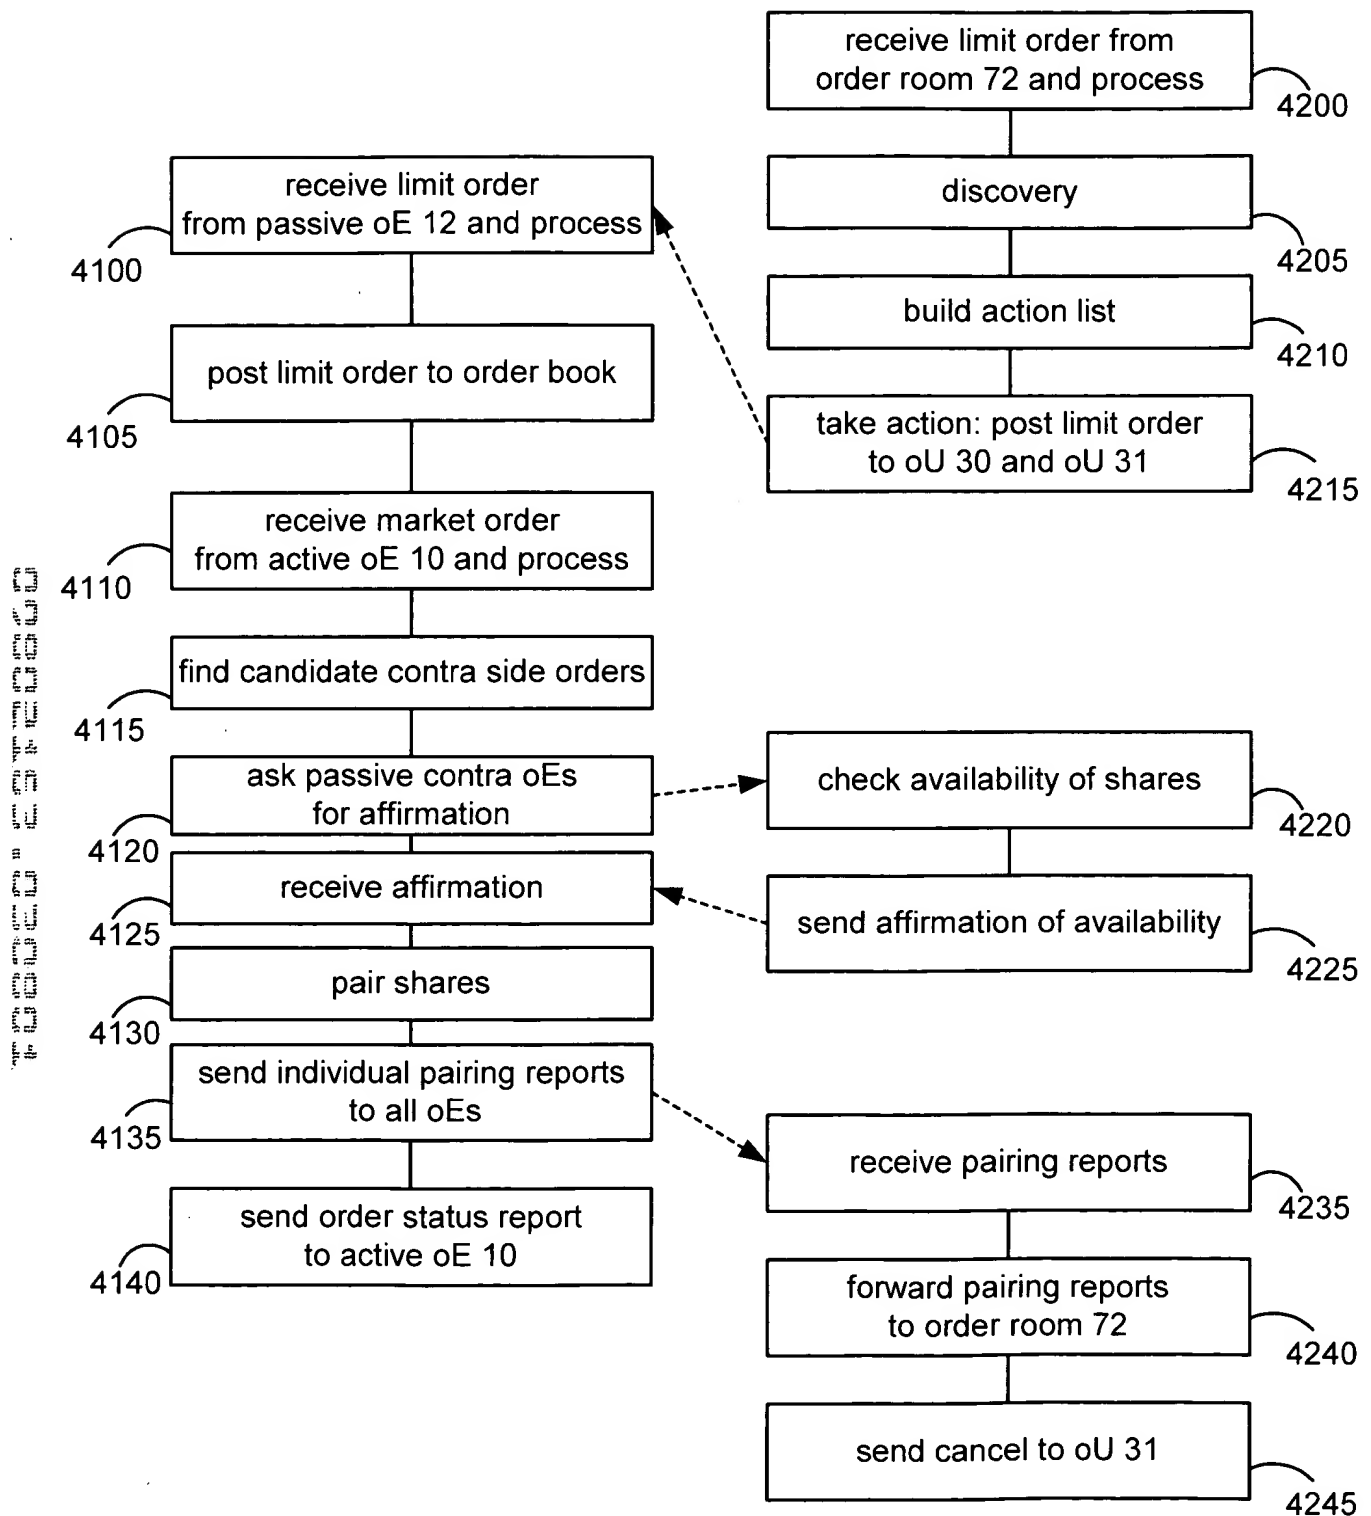 receive limit order from
order room 72 and process
4200
discovery
4205
build action list
4210
take action: post limit order
to oU 30 and oU 31
4215
receive limit order
from passive oE 12 and process
4100
post limit order to order book
4105
receive market order
from active oE 10 and process
4110
find candidate contra side orders
4115
ask passive contra oEs
for affirmation
4120
receive affirmation
4125
pair shares
4130
send individual pairing reports
to all oEs
4135
send order status report
to active oE 10
4140
check availability of shares
4220
send affirmation of availability
4225
receive pairing reports
4235
forward pairing reports
to order room 72
4240
send cancel to oU 31
4245